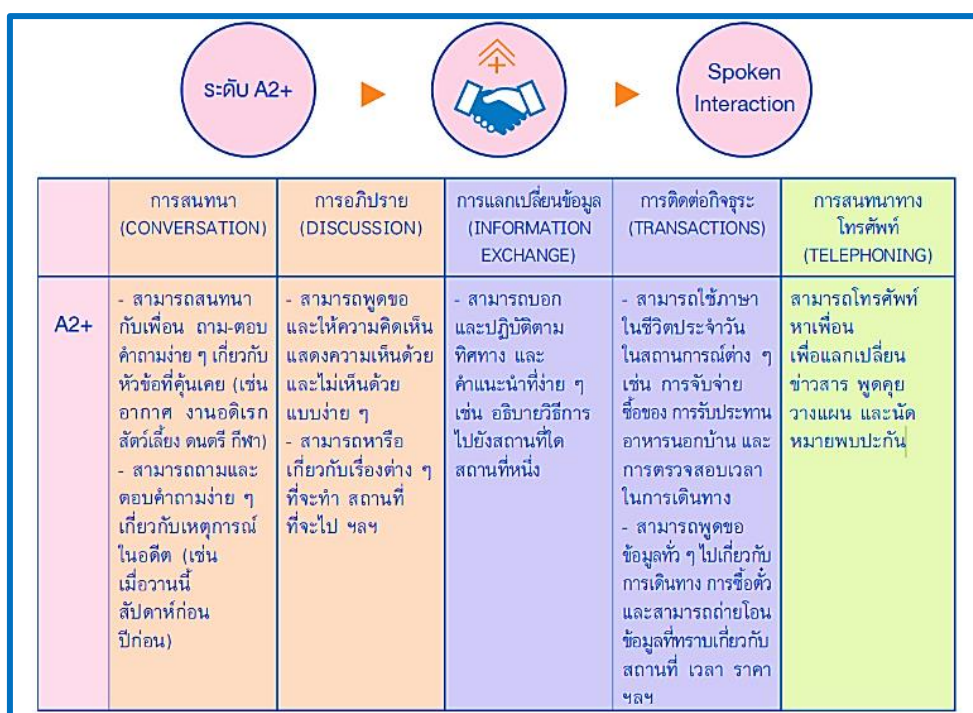 ระดับ A2+
Spoken
Interaction
การสนทนา
(CONVERSATION)
การอภิปราย
(DISCUSSION)
การแลกเปลี่ยนข้อมูล
(INFORMATION
EXCHANGE)
การติดต่อกิจธุระ
(TRANSACTIONS)
การสนทนาทาง
โทรศัพท์
(TELEPHONING)
A2+
- สามารถสนทนา
กับเพื่อน ถาม-ตอบ
คำถามง่าย ๆ เกี่ยวกับ
หัวข้อที่คุ้นเคย (เช่น
อากาศ งานอดิเรก
สัตว์เลี้ยง ดนตรี กีฬา)
- สามารถถามและ
ตอบคำถามง่าย ๆ
เกี่ยวกับเหตุการณ์
ในอดีต (เช่น
เมื่อวานนี้
สัปดาห์ก่อน
ปีก่อน)
- สามารถพูดขอ
และให้ความคิดเห็น
แสดงความเห็นด้วย
และไม่เห็นด้วย
แบบง่าย ๆ
- สามารถหารือ
เกี่ยวกับเรื่องต่าง ๆ
ที่จะทำ สถานที่
ที่จะไป ฯลฯ
- สามารถบอก
และปฏิบัติตาม
ทิศทาง และ
คำแนะนำที่ง่าย ๆ
เช่น อธิบายวิธีการ
ไปยังสถานที่ใด
สถานที่หนึ่ง
- สามารถใช้ภาษา
ในชีวิตประจำวัน
ในสถานการณ์ต่าง ๆ
เช่น การจับจ่าย
ซื้อของ การรับประทาน
อาหารนอกบ้าน และ
การตรวจสอบเวลา
ในการเดินทาง
- สามารถพูดขอ
ข้อมูลทั่ว ๆ ไปเกี่ยวกับ
การเดินทาง การซื้อตั๋ว
และสามารถถ่ายโอน
ข้อมูลที่ทราบเกี่ยวกับ
สถานที่ เวลา ราคา
ฯลฯ
สามารถโทรศัพท์
หาเพื่อน
เพื่อแลกเปลี่ยน
ข่าวสาร พูดคุย
วางแผน และนัด
หมายพบปะกัน